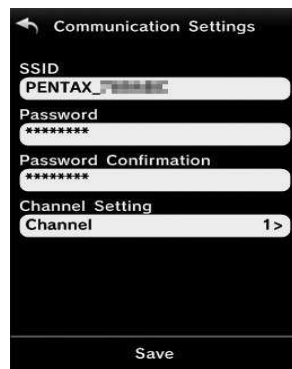 Communication Settings
SSID
PENTAX_
Password
********
Password Confirmation
********
Channel Setting
Channel 1>
Save